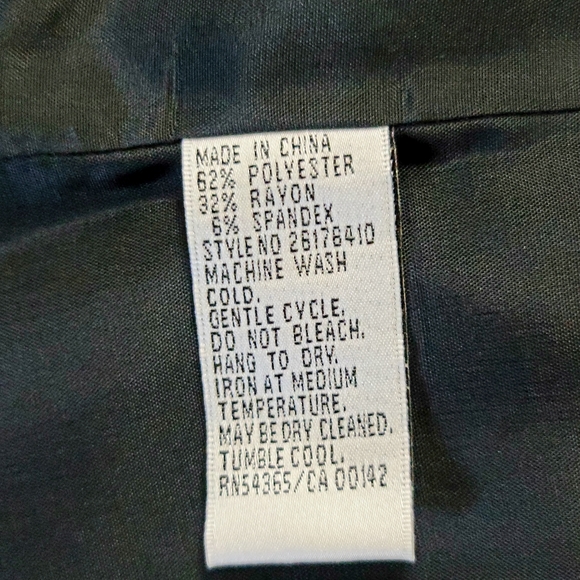 MADE IN CHINA
62% POLYESTER
32% RAYON
6% SPANDEX
STYLE NO 26178410
MACHINE WASH
COLD.
GENTLE CYCLE.
DO NOT BLEACH.
HANG TO DRY.
IRON AT MEDIUM
TEMPERATURE.
MAY BE DRY CLEANED.
TUMBLE COOL.
RN54365/CA 00142